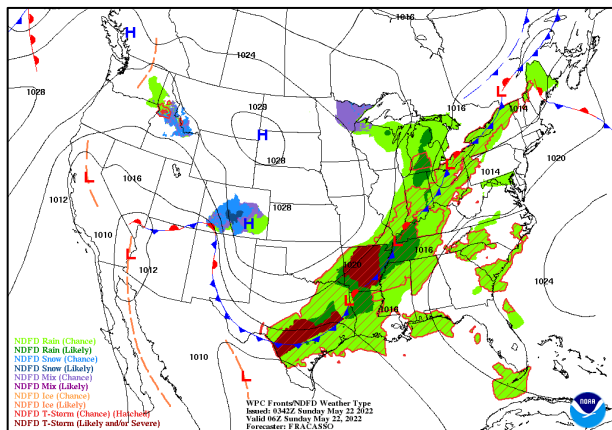 1016
H
1024
1028
1028
H
1028
1016
L
1014
1020
1012
L
1016
1014
1010
L
1012
1028
H
1016
L
1020
L
1018
1024
L
1010
L
NDFD Rain (Chance)
NDFD Rain (Likely)
NDFD Snow (Chance)
NDFD Snow (Likely)
NDFD Mix (Chance)
NDFD Mix (Likely)
NDFD Ice (Chance)
NDFD Ice (Likely)
NDFD T-Storm (Chance) (Hatched)
NDFD T-Storm (Likely and/or Severe)
WPC Fronts/NDFD Weather Type
Issued: 0342Z Sunday May 22 2022
Valid 06Z Sunday May 22, 2022
Forecaster: FRACASSO
NOAA